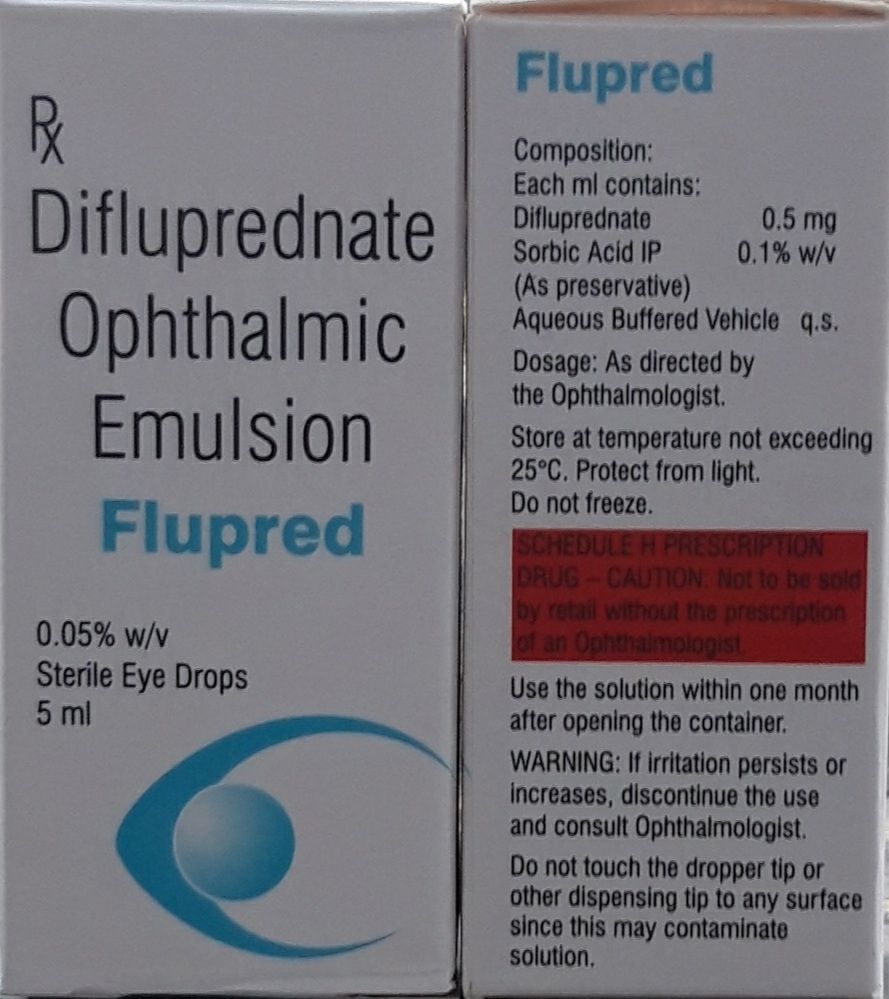 Rx
Difluprednate
Ophthalmic
Emulsion
Flupred
0.05% w/v
Sterile Eye Drops
5 ml
Flupred
Composition:
Each ml contains:
Difluprednate 0.5 mg
Sorbic Acid IP 0.1% w/v
(As preservative)
Aqueous Buffered Vehicle q.s.
Dosage: As directed by
the Ophthalmologist.
Store at temperature not exceeding
25°C. Protect from light.
Do not freeze.
SCHEDULE H PRESCRIPTION
DRUG – CAUTION: Not to be sold
by retail without the prescription
of an Ophthalmologist.
Use the solution within one month
after opening the container.
WARNING: If irritation persists or
increases, discontinue the use
and consult Ophthalmologist.
Do not touch the dropper tip or
other dispensing tip to any surface
since this may contaminate
solution.